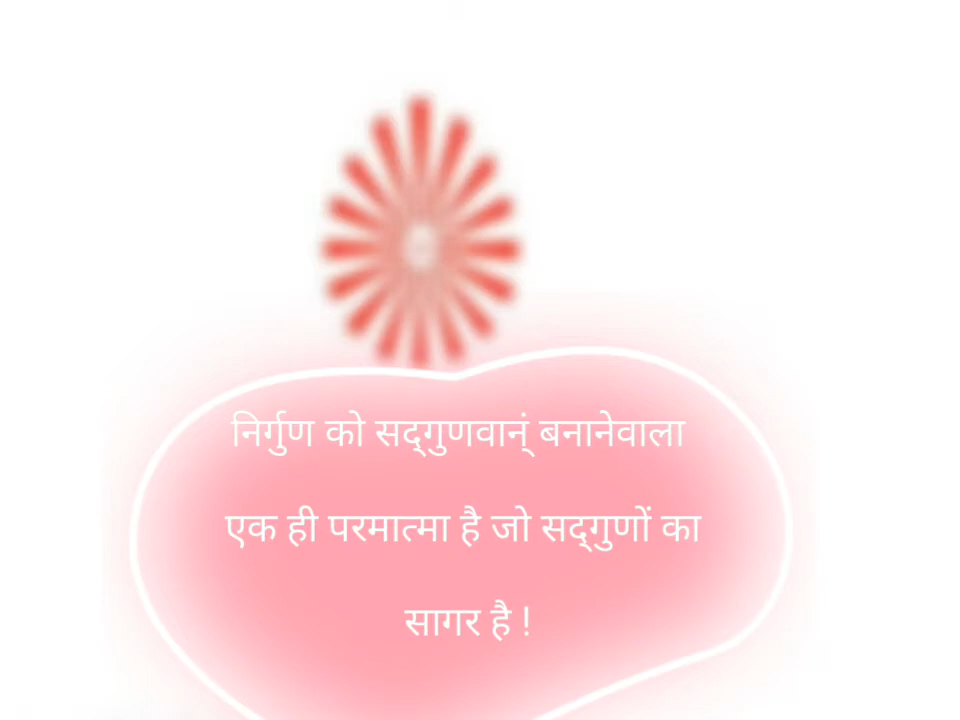 निर्गुण को सद्‌गुणवान्ं बनानेवाला
एक ही परमात्मा है जो सद्‌गुणों का
सागर है !